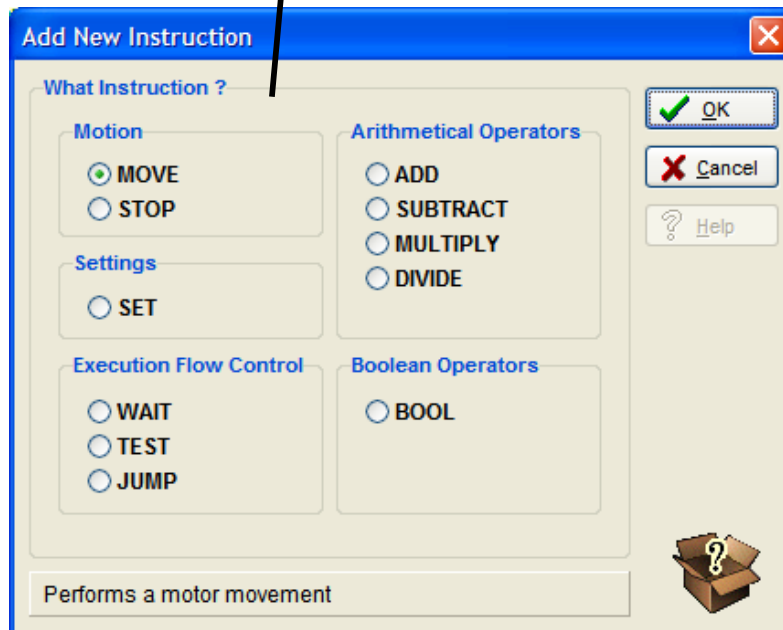 Add New Instruction
What Instruction ?
Motion
MOVE
STOP
Settings
SET
Execution Flow Control
WAIT
TEST
JUMP
Arithmetical Operators
ADD
SUBTRACT
MULTIPLY
DIVIDE
Boolean Operators
BOOL
OK
Cancel
Help
Performs a motor movement